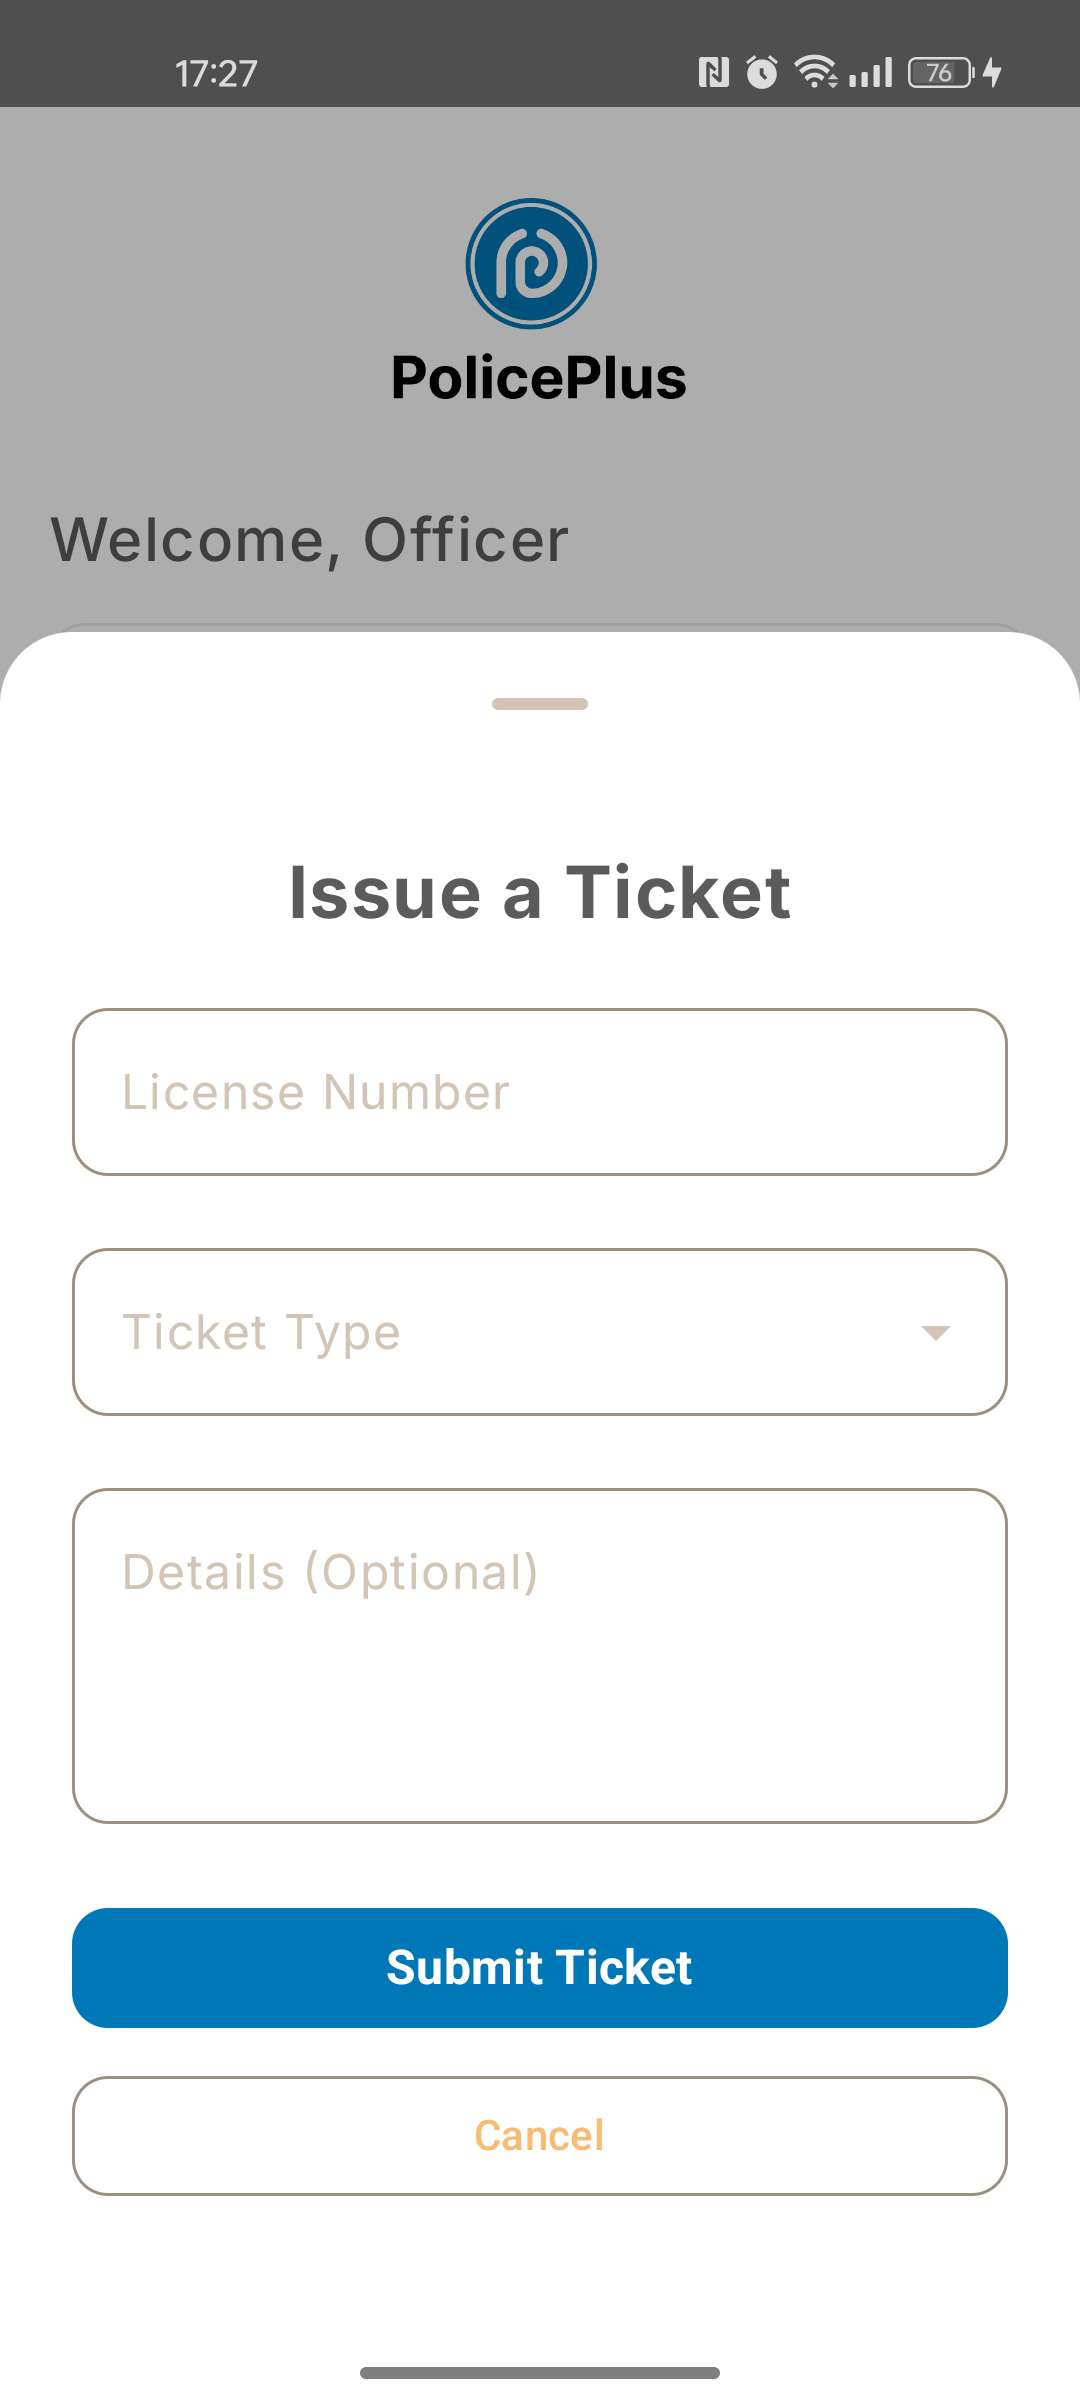 17:27
76
PolicePlus
Welcome, Officer
Issue a Ticket
License Number
Ticket Type
Details (Optional)
Submit Ticket
Cancel